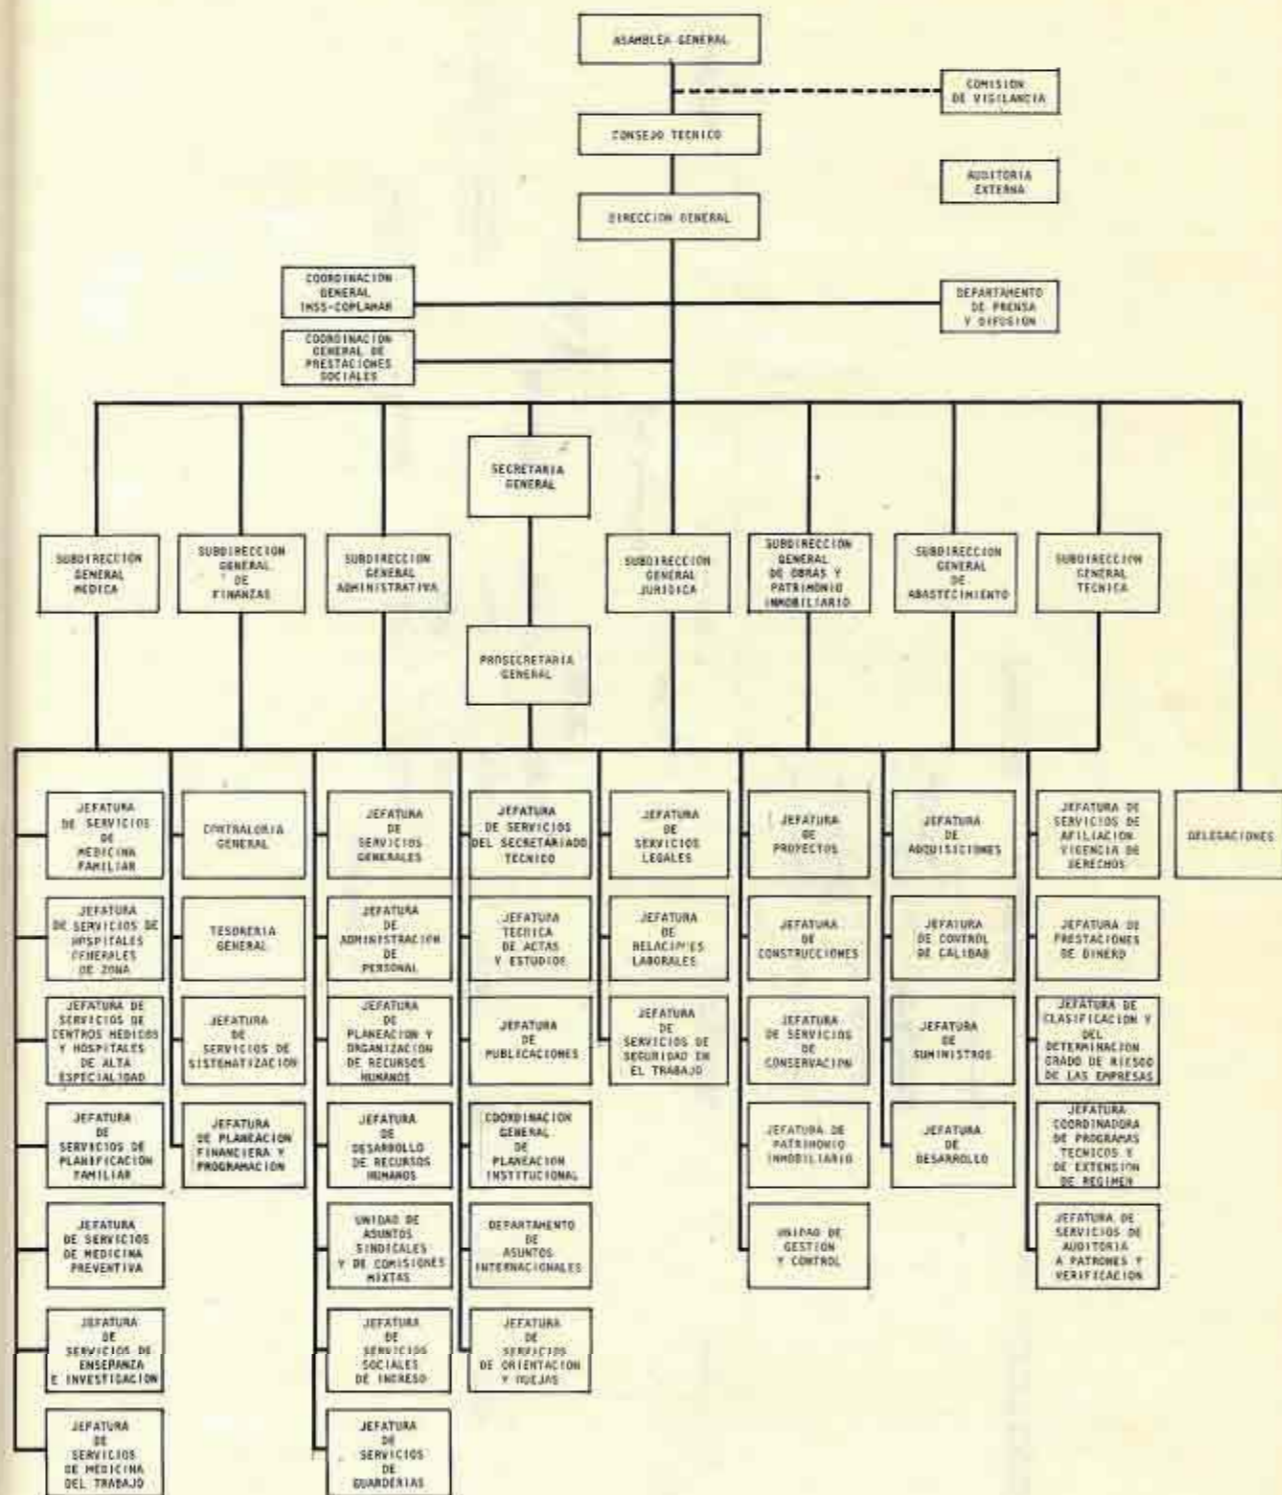 ASAMBLEA GENERAL
COMISION
DE VIGILANCIA
CONSEJO TECNICO
AUDITORIA
EXTERNA
DIRECCION GENERAL
COORDINACION
GENERAL
IMSS-COPLAMAR
DEPARTAMENTO
DE PRENSA
Y DIFUSION
COORDINACION
GENERAL DE
PRESTACIONES
SOCIALES
SECRETARIA
GENERAL
SUBDIRECCION
GENERAL
MEDICA
SUBDIRECCION
GENERAL
DE
FINANZAS
SUBDIRECCION
GENERAL
ADMINISTRATIVA
SUBDIRECCION
GENERAL
JURIDICA
SUBDIRECCION
GENERAL
DE OBRAS Y
PATRIMONIO
INMOBILIARIO
SUBDIRECCION
GENERAL
DE
ABASTECIMIENTO
SUBDIRECCION
GENERAL
TECNICA
PROSECRETARIA
GENERAL
JEFATURA
DE SERVICIOS
DE
MEDICINA
FAMILIAR
CONTRALORIA
GENERAL
JEFATURA
DE
SERVICIOS
GENERALES
JEFATURA
DE SERVICIOS
DEL SECRETARIADO
TECNICO
JEFATURA
DE
SERVICIOS
LEGALES
JEFATURA
DE
PROYECTOS
JEFATURA
DE
ADQUISICIONES
JEFATURA DE
SERVICIOS DE
AFILIACION
VIGENCIA DE
DERECHOS
DELEGACIONES
JEFATURA
DE SERVICIOS DE
HOSPITALES
GENERALES
DE ZONA
TESORERIA
GENERAL
JEFATURA
DE
ADMINISTRACION
DE
PERSONAL
JEFATURA
TECNICA
DE ACTAS
Y ESTUDIOS
JEFATURA
DE
RELACIONES
LABORALES
JEFATURA
DE
CONSTRUCCIONES
JEFATURA
DE CONTROL
DE CALIDAD
JEFATURA
DE
PRESTACIONES
DE DINERO
JEFATURA DE
SERVICIOS DE
CENTROS MEDICOS
Y HOSPITALES
DE ALTA
ESPECIALIDAD
JEFATURA
DE
SERVICIOS DE
SISTEMATIZACION
JEFATURA
DE
PLANEACION Y
ORGANIZACION
DE RECURSOS
HUMANOS
JEFATURA
DE
PUBLICACIONES
JEFATURA
DE
SERVICIOS DE
SEGURIDAD EN
EL TRABAJO
JEFATURA
DE SERVICIOS
DE
CONSERVACION
JEFATURA
DE
SUMINISTROS
JEFATURA DE
CLASIFICACION Y
DEL
DETERMINACION
GRADO DE RIESGO
DE LAS EMPRESAS
JEFATURA
DE
SERVICIOS DE
PLANIFICACION
FAMILIAR
JEFATURA
DE PLANEACION
FINANCIERA Y
PROGRAMACION
JEFATURA
DE
DESARROLLO
DE RECURSOS
HUMANOS
COORDINACION
GENERAL
DE
PLANEACION
INSTITUCIONAL
JEFATURA DE
PATRIMONIO
INMOBILIARIO
JEFATURA
DE
DESARROLLO
JEFATURA
COORDINADORA
DE PROGRAMAS
TECNICOS Y
DE EXTENSION
DE REGIMEN
JEFATURA
DE SERVICIOS
DE MEDICINA
PREVENTIVA
UNIDAD DE
ASUNTOS
SINDICALES
Y DE COMISIONES
MIXTAS
DEPARTAMENTO
DE
ASUNTOS
INTERNACIONALES
UNIDAD DE
GESTION
Y CONTROL
JEFATURA DE
SERVICIOS DE
AUDITORIA
A PATRONES Y
VERIFICACION
JEFATURA
DE
SERVICIOS DE
ENSEÑANZA
E INVESTIGACION
JEFATURA
DE
SERVICIOS
SOCIALES
DE INGRESO
JEFATURA
DE
SERVICIOS
DE ORIENTACION
Y QUEJAS
JEFATURA
DE
SERVICIOS
DE MEDICINA
DEL TRABAJO
JEFATURA
DE
SERVICIOS
DE
GUARDERIAS